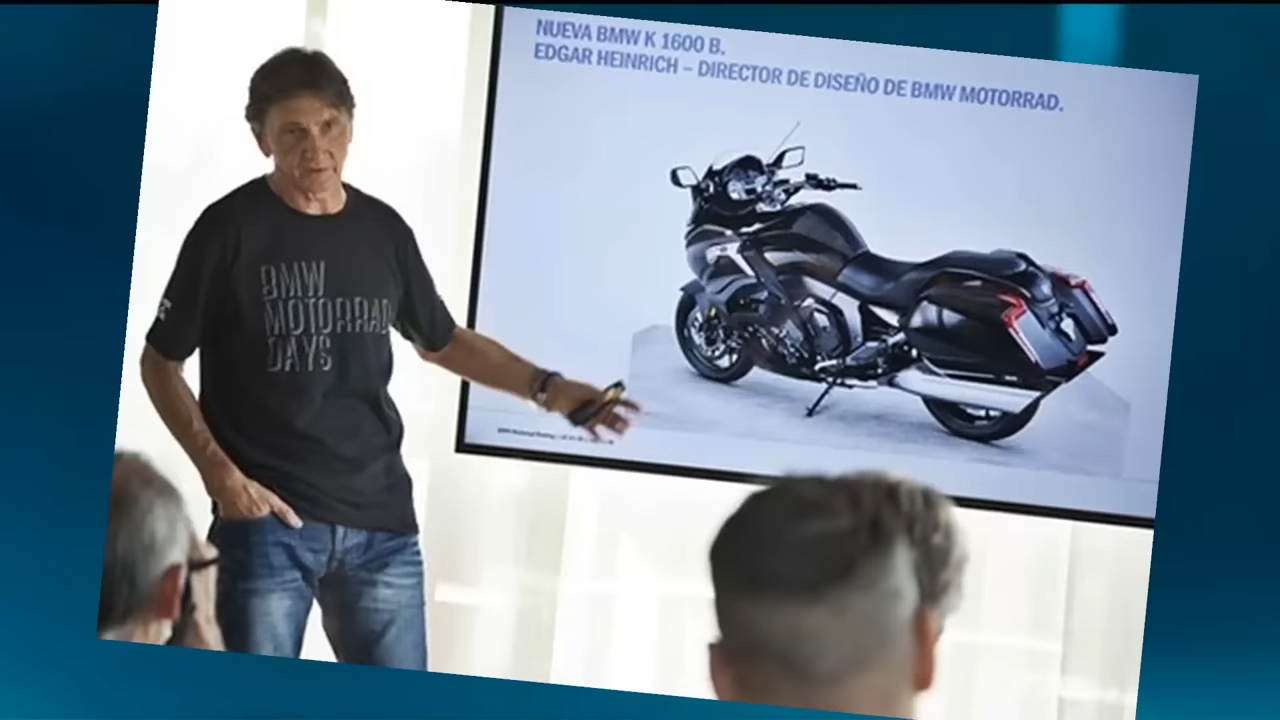 NUEVA BMW K 1600 B.
EDGAR HEINRICH – DIRECTOR DE DISEÑO DE BMW MOTORRAD.
BMW
MOTORRAD
DAYS